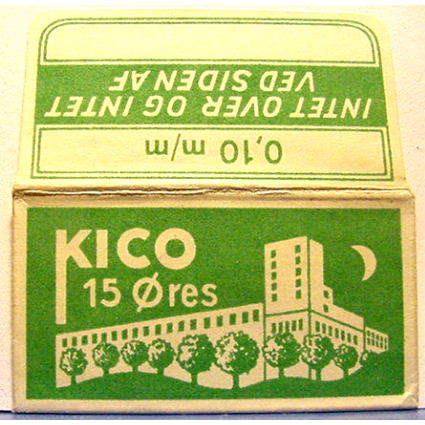 INTET OVER OG INTET
VED SIDEN AF
0,10 m/m
KICO
15 Øres